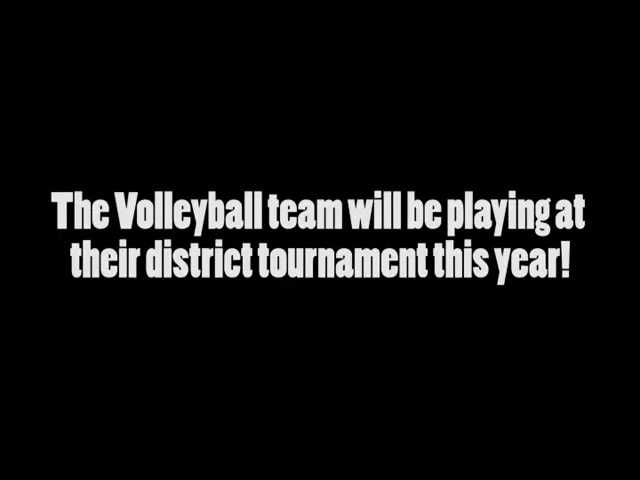 The Volleyball team will be playing at
their district tournament this year!